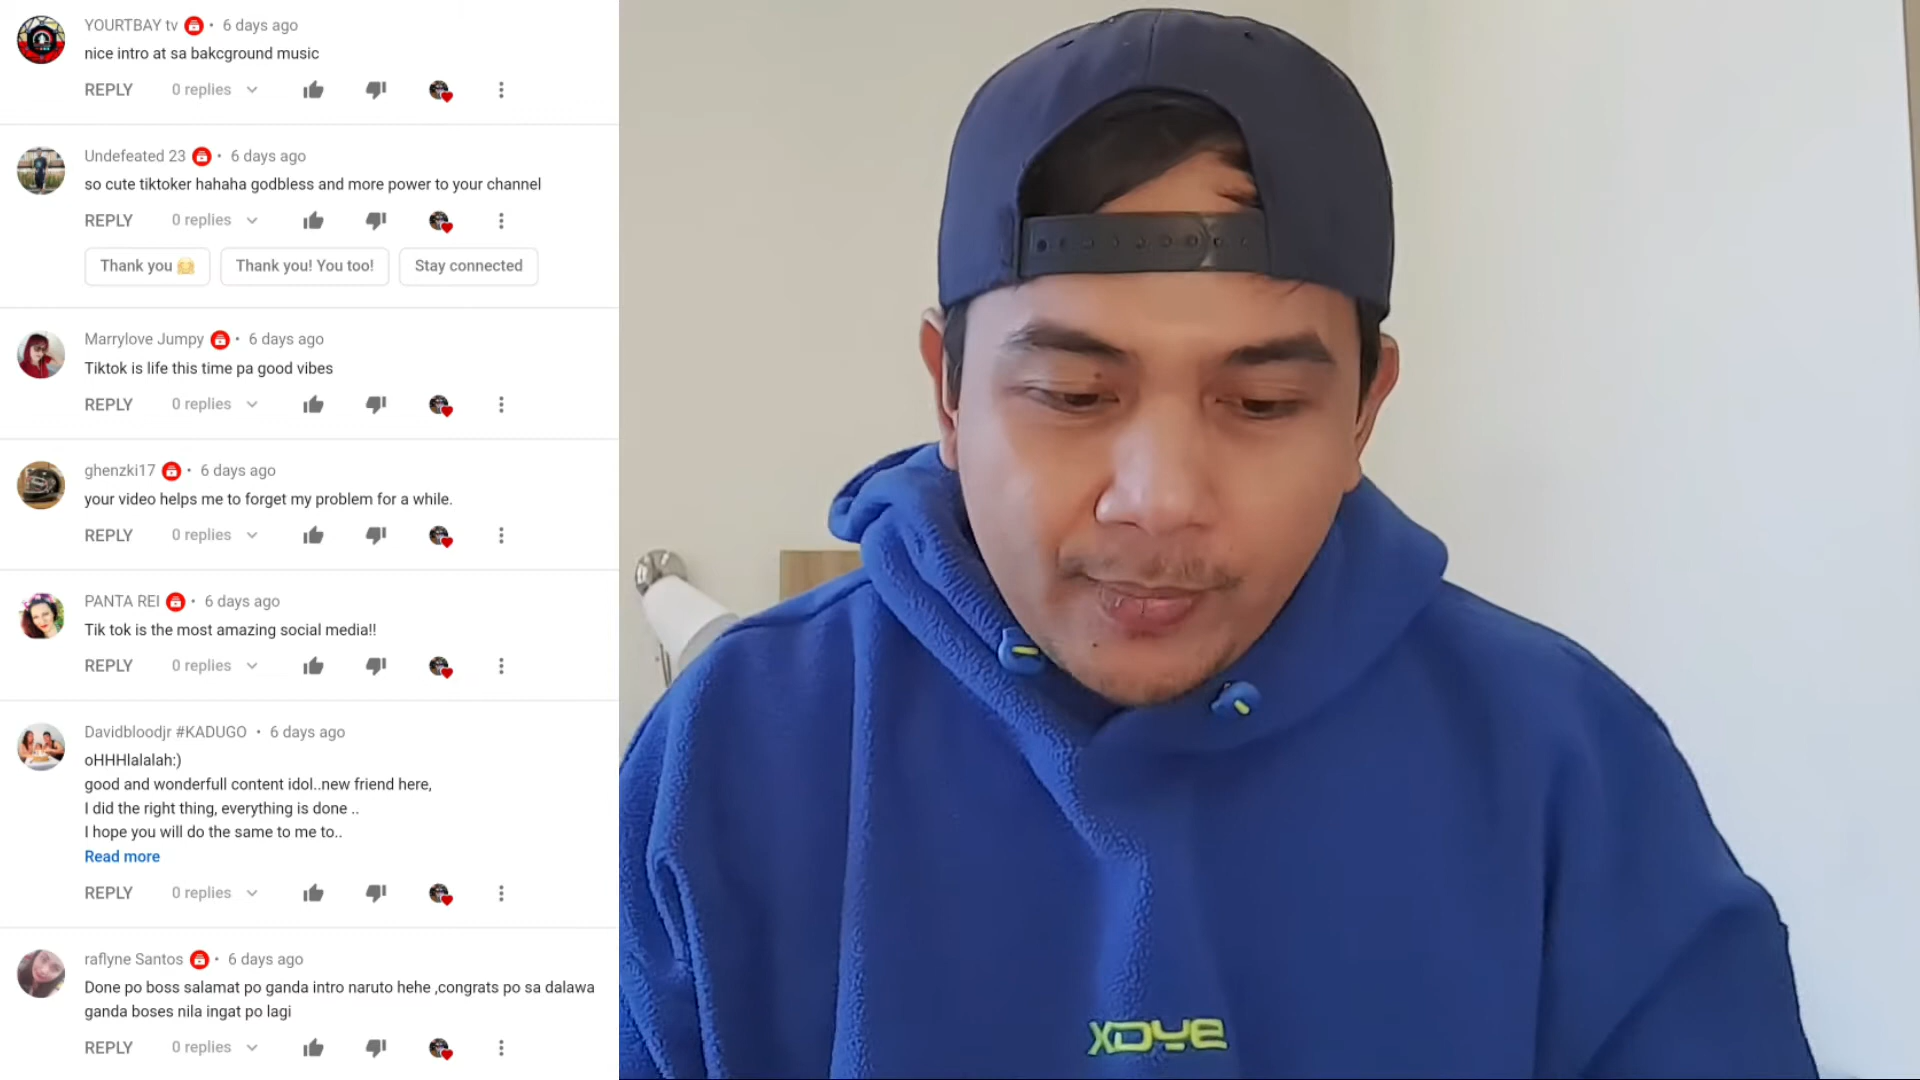 YOURTBAY tv • 6 days ago
nice intro at sa bakcground music
REPLY 0 replies
Undefeated 23 • 6 days ago
so cute tiktoker hahaha godbless and more power to your channel
REPLY 0 replies
Thank you 🤗 Thank you! You too! Stay connected
Marrylove Jumpy • 6 days ago
Tiktok is life this time pa good vibes
REPLY 0 replies
ghenzki17 • 6 days ago
your video helps me to forget my problem for a while.
REPLY 0 replies
PANTA REI • 6 days ago
Tik tok is the most amazing social media!!
REPLY 0 replies
Davidbloodjr #KADUGO • 6 days ago
oHHHlalalah:)
good and wonderfull content idol..new friend here,
I did the right thing, everything is done ..
I hope you will do the same to me to..
Read more
REPLY 0 replies
raflyne Santos • 6 days ago
Done po boss salamat po ganda intro naruto hehe ,congrats po sa dalawa
ganda boses nila ingat po lagi
REPLY 0 replies
XDYE